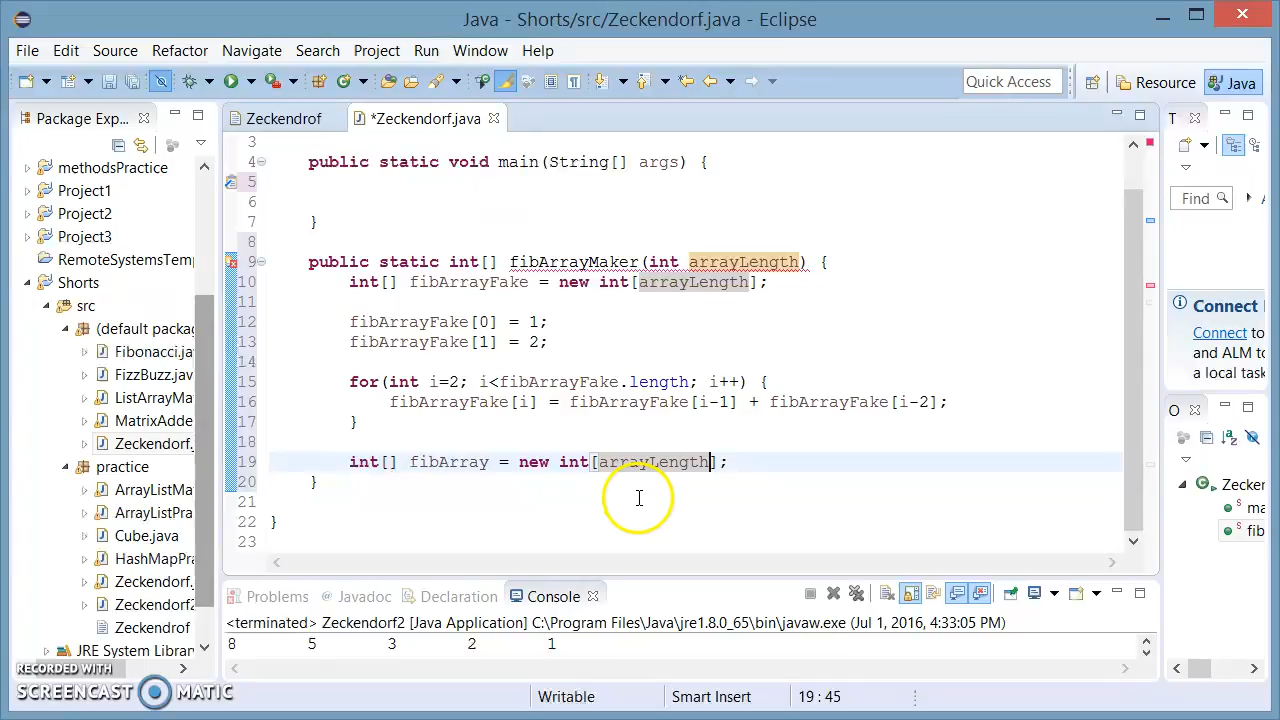 Java - Shorts/src/Zeckendorf.java - Eclipse
File Edit Source Refactor Navigate Search Project Run Window Help
Quick Access Resource Java
Package Exp...
methodsPractice
Project1
Project2
Project3
RemoteSystemsTemp
Shorts
src
(default packag
Fibonacci.ja
FizzBuzz.jav
ListArrayMa
MatrixAdde
Zeckendorf.
practice
ArrayListMa
ArrayListPra
Cube.java
HashMapPra
Zeckendorf.
Zeckendorf2
Zeckendrof
JRE System Librar
Zeckendrof *Zeckendorf.java
3
4 public static void main(String[] args) {
5
6
7 }
8
9 public static int[] fibArrayMaker(int arrayLength) {
10 int[] fibArrayFake = new int[arrayLength];
11
12 fibArrayFake[0] = 1;
13 fibArrayFake[1] = 2;
14
15 for(int i=2; i<fibArrayFake.length; i++) {
16 fibArrayFake[i] = fibArrayFake[i-1] + fibArrayFake[i-2];
17 }
18
19 int[] fibArray = new int[arrayLength];
20 }
21
22 }
23
T
Find
Connect
Connect to
and ALM to
a local task
O
Zecken
ma
fib
Problems @ Javadoc Declaration Console
<terminated> Zeckendorf2 [Java Application] C:\Program Files\Java\jre1.8.0_65\bin\javaw.exe (Jul 1, 2016, 4:33:05 PM)
8 5 3 2 1
Writable Smart Insert 19 : 45
RECORDED WITH
SCREENCAST MATIC